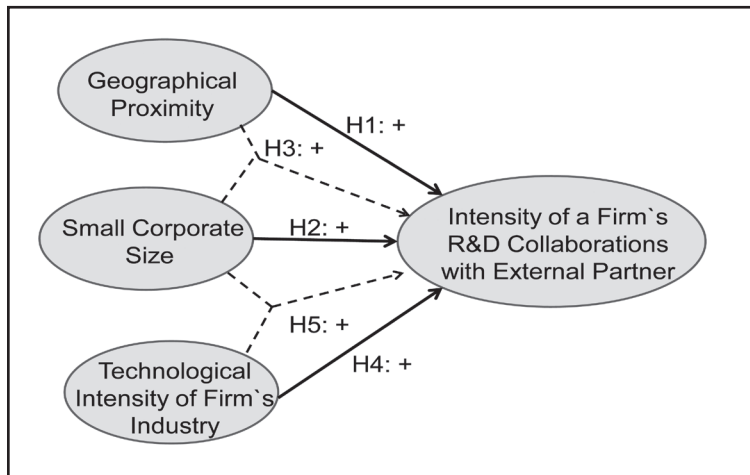 Geographical
Proximity
H1: +
H3: +
Small Corporate
Size
H2: +
Intensity of a Firm`s
R&D Collaborations
with External Partner
H5: +
H4: +
Technological
Intensity of Firm`s
Industry